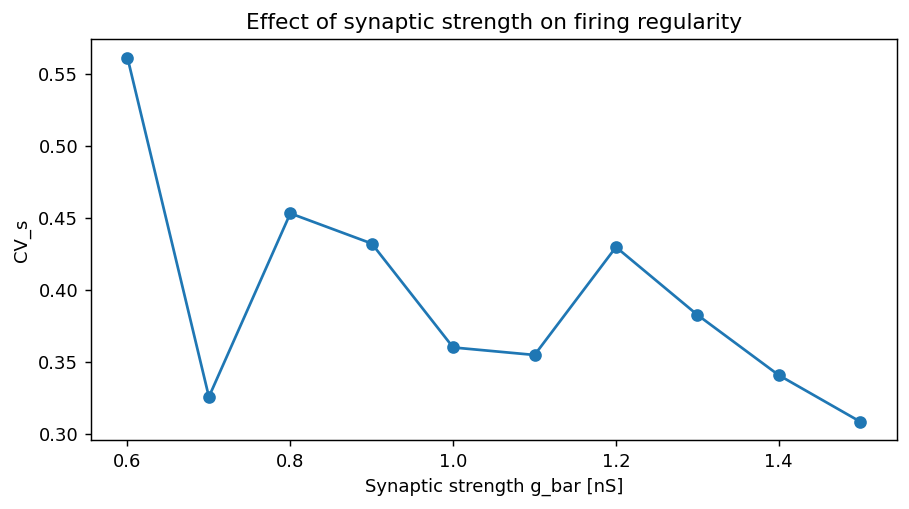 Effect of synaptic strength on firing regularity
CV_s
0.55
0.50
0.45
0.40
0.35
0.30
0.6 0.8 1.0 1.2 1.4
Synaptic strength g_bar [nS]